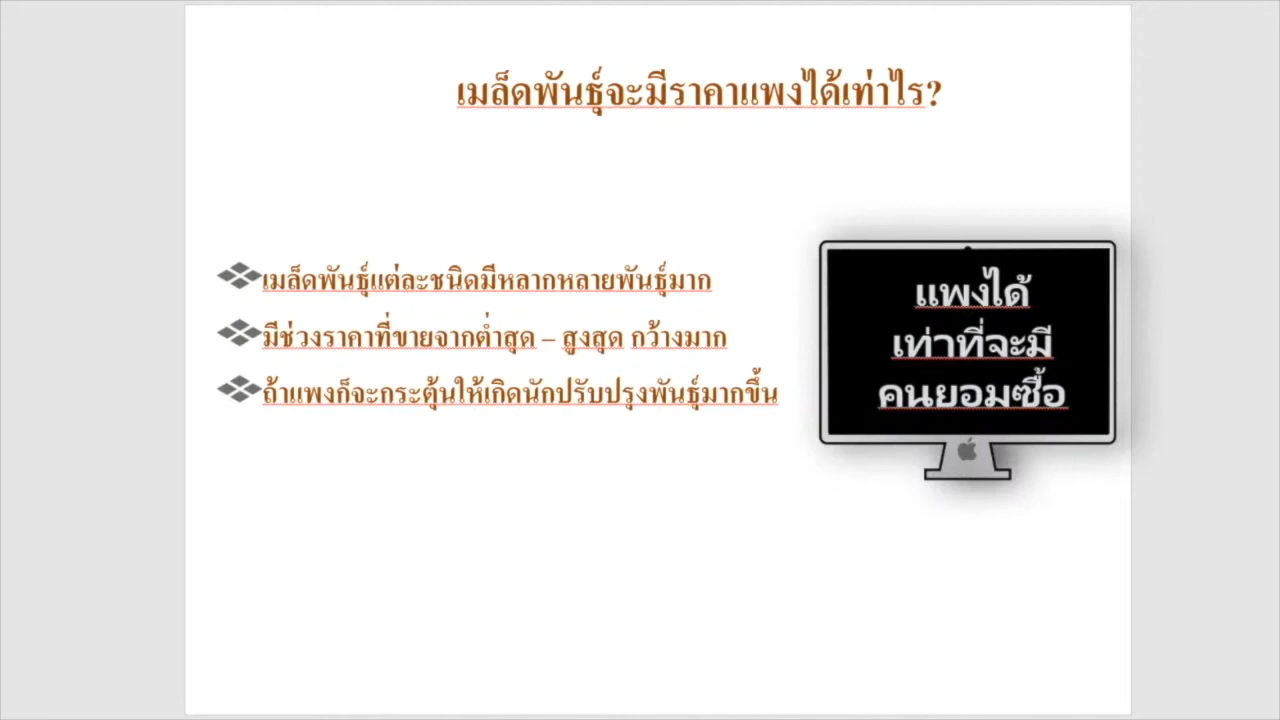 เมล็ดพันธุ์จะมีราคาแพงได้เท่าไร?
เมล็ดพันธุ์แต่ละชนิดมีหลากหลายพันธุ์มาก
มีช่วงราคาที่ขายจากต่ำสุด – สูงสุด กว้างมาก
ถ้าแพงก็จะกระตุ้นให้เกิดนักปรับปรุงพันธุ์มากขึ้น
แพงได้
เท่าที่จะมี
คนยอมซื้อ